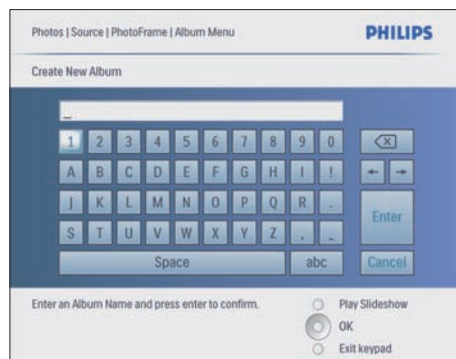 Photos | Source | PhotoFrame | Album Menu
PHILIPS
Create New Album
_
1 2 3 4 5 6 7 8 9 0
A B C D E F G H I !
J K L M N O P Q R .
Enter
S T U V W X Y Z , _
Space abc Cancel
Enter an Album Name and press enter to confirm.
Play Slideshow
OK
Exit keypad